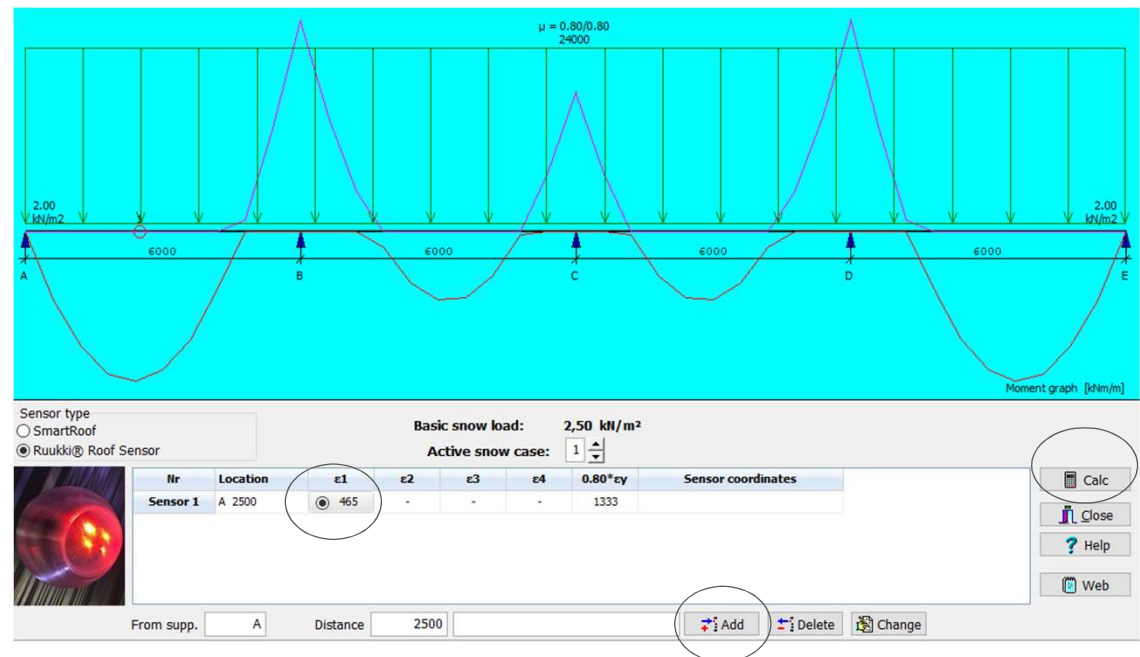 μ = 0.80/0.80
24000
2.00
kN/m2
2.00
kN/m2
1
6000
6000
6000
6000
A
B
C
D
E
Moment graph [kNm/m]
Sensor type
SmartRoof
Ruukki® Roof Sensor
Basic snow load: 2,50 kN/m²
Active snow case: 1
Nr Location ε1 ε2 ε3 ε4 0.80*εy Sensor coordinates
Sensor 1 A 2500 465 - - - 1333
Calc
Close
Help
Web
From supp. A Distance 2500 Add Delete Change